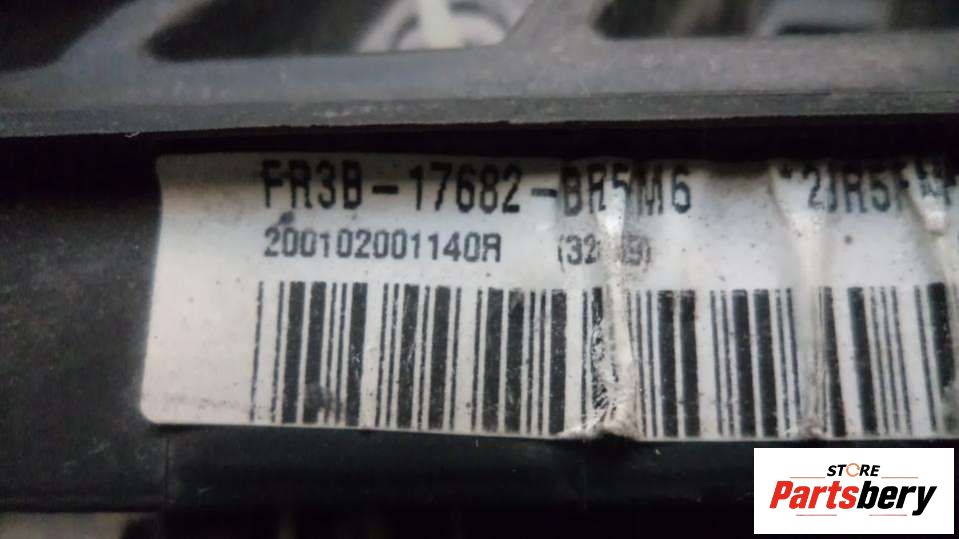 FR3B-17682-BR5M6
200102001140R
STORE
Partsbery